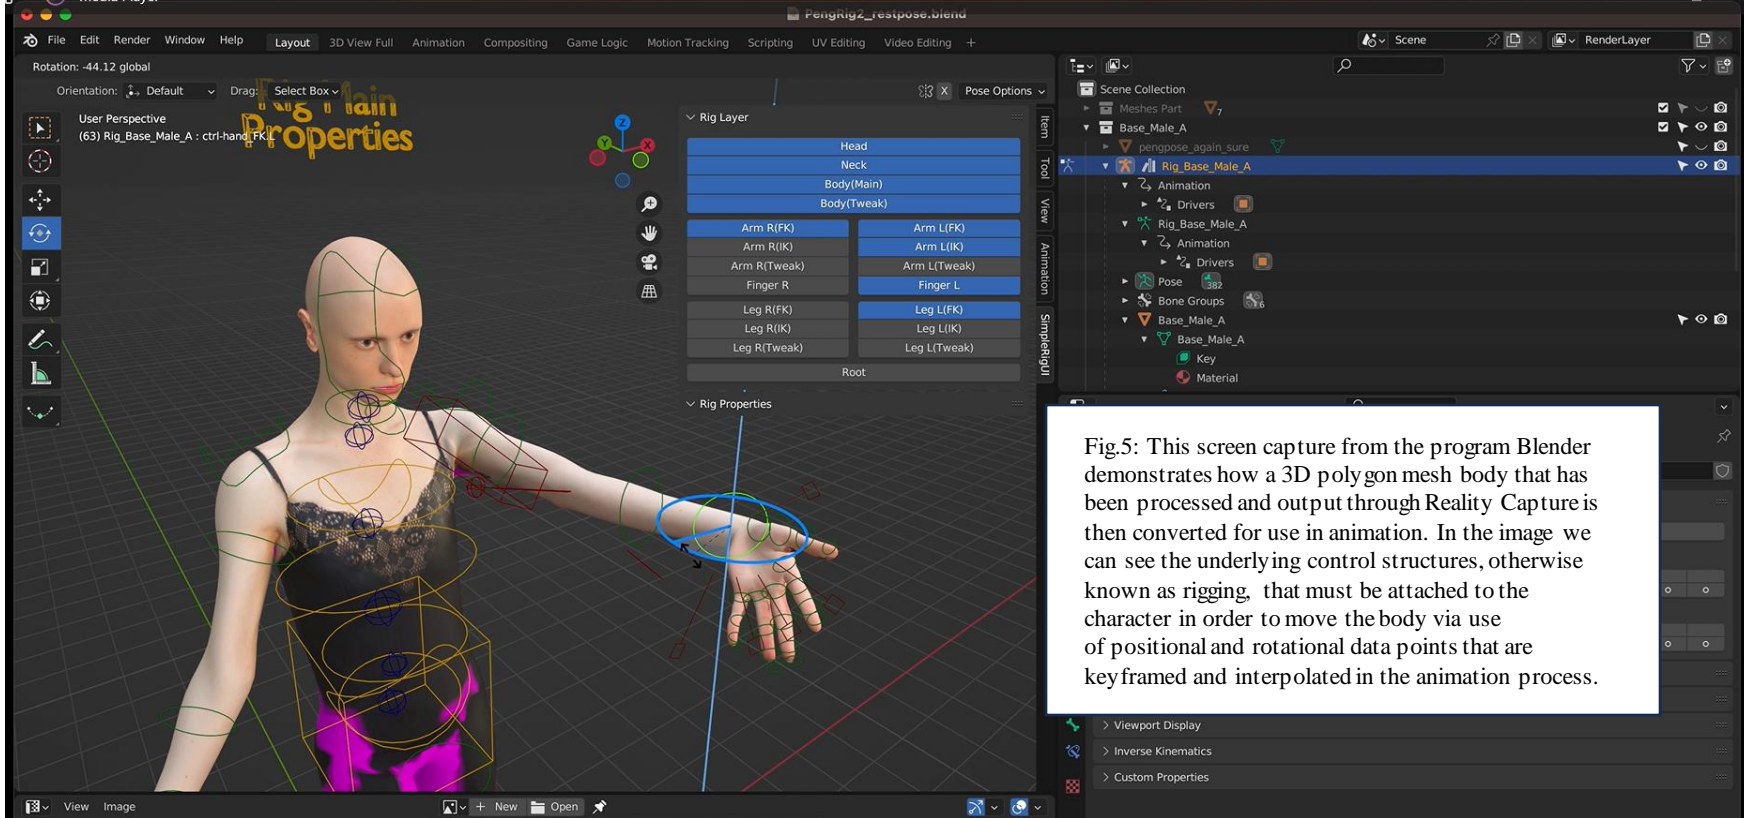 Media Player
PengRig2_restpose.blend
File Edit Render Window Help Layout 3D View Full Animation Compositing Game Logic Motion Tracking Scripting UV Editing Video Editing + Scene RenderLayer
Rotation: -44.12 global
Orientation: Default Drag: Select Box X Pose Options
Rig Main
Properties
User Perspective
(63) Rig_Base_Male_A : ctrl-hand_FK.L
Z
Y
X
Rig Layer
Head
Neck
Body(Main)
Body(Tweak)
Arm R(FK) Arm L(FK)
Arm R(IK) Arm L(IK)
Arm R(Tweak) Arm L(Tweak)
Finger R Finger L
Leg R(FK) Leg L(FK)
Leg R(IK) Leg L(IK)
Leg R(Tweak) Leg L(Tweak)
Root
Rig Properties
Item
Tool
View
Animation
SimpleRigUI
Scene Collection
Meshes Part 7
Base_Male_A
pengpose_again_sure
Rig_Base_Male_A
Animation
Drivers
Rig_Base_Male_A
Animation
Drivers
Pose 382
Bone Groups 6
Base_Male_A
Base_Male_A
Key
Material
Fig.5: This screen capture from the program Blender
demonstrates how a 3D polygon mesh body that has
been processed and output through Reality Capture is
then converted for use in animation. In the image we
can see the underlying control structures, otherwise
known as rigging, that must be attached to the
character in order to move the body via use
of positional and rotational data points that are
keyframed and interpolated in the animation process.
Viewport Display
Inverse Kinematics
Custom Properties
View Image + New Open